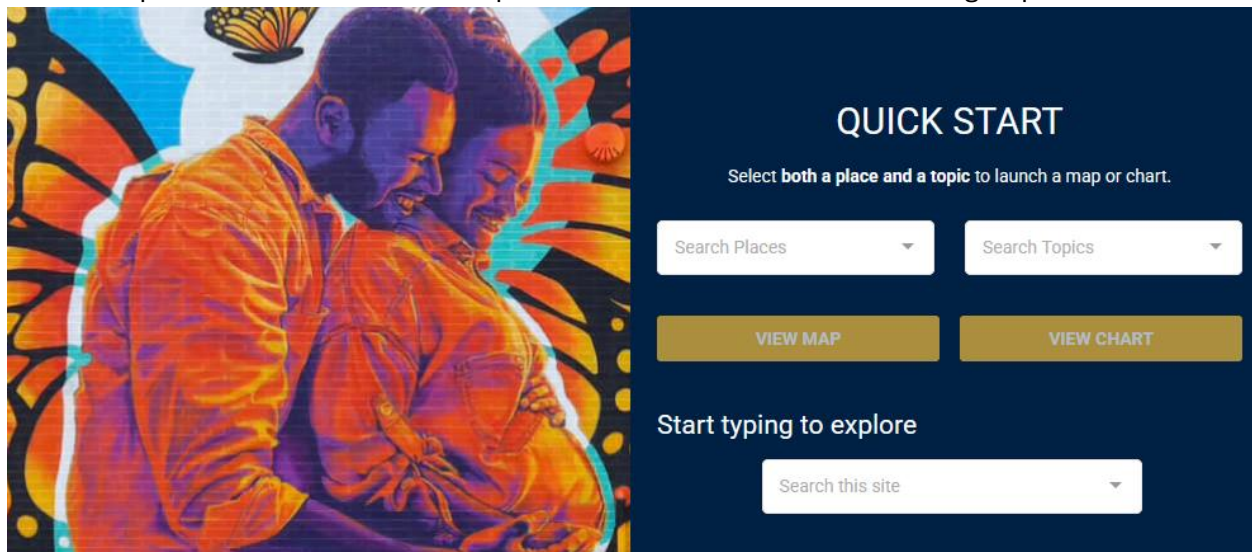 QUICK START
Select both a place and a topic to launch a map or chart.
Search Places
Search Topics
VIEW MAP
VIEW CHART
Start typing to explore
Search this site